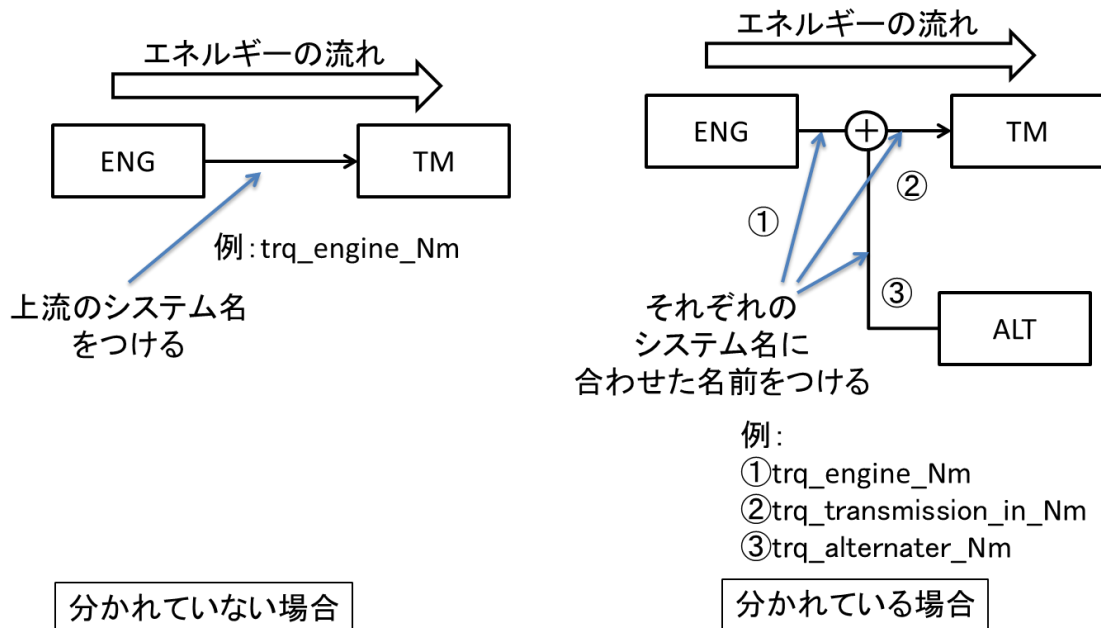 エネルギーの流れ
ENG
TM
例：trq_engine_Nm
上流のシステム名
をつける
分かれていない場合
エネルギーの流れ
ENG
+
TM
①
②
③
ALT
それぞれの
システム名に
合わせた名前をつける
例：
①trq_engine_Nm
②trq_transmission_in_Nm
③trq_alternater_Nm
分かれている場合